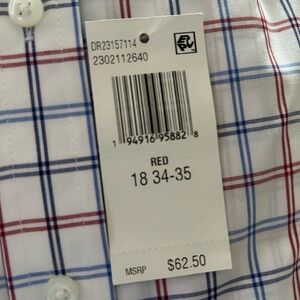 DR23157114
2302112640
1 94916 95882 8
RED
18 34-35
MSRP $62.50